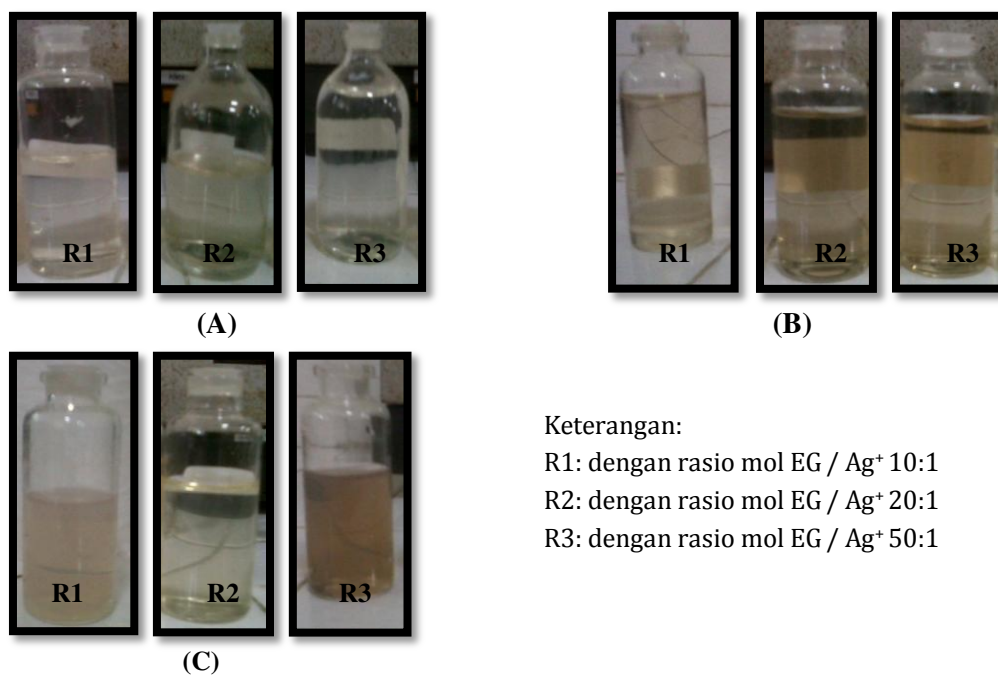 R1 R2 R3
(A)
R1 R2 R3
(B)
R1 R2 R3
(C)
Keterangan:
R1: dengan rasio mol EG / Ag⁺ 10:1
R2: dengan rasio mol EG / Ag⁺ 20:1
R3: dengan rasio mol EG / Ag⁺ 50:1